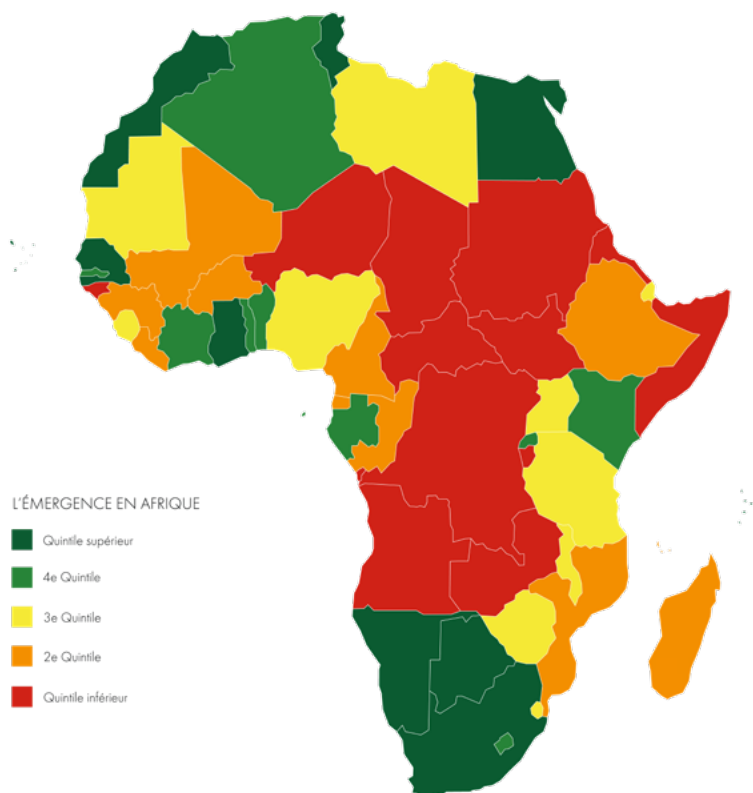 L'ÉMERGENCE EN AFRIQUE
Quintile supérieur
4e Quintile
3e Quintile
2e Quintile
Quintile inférieur